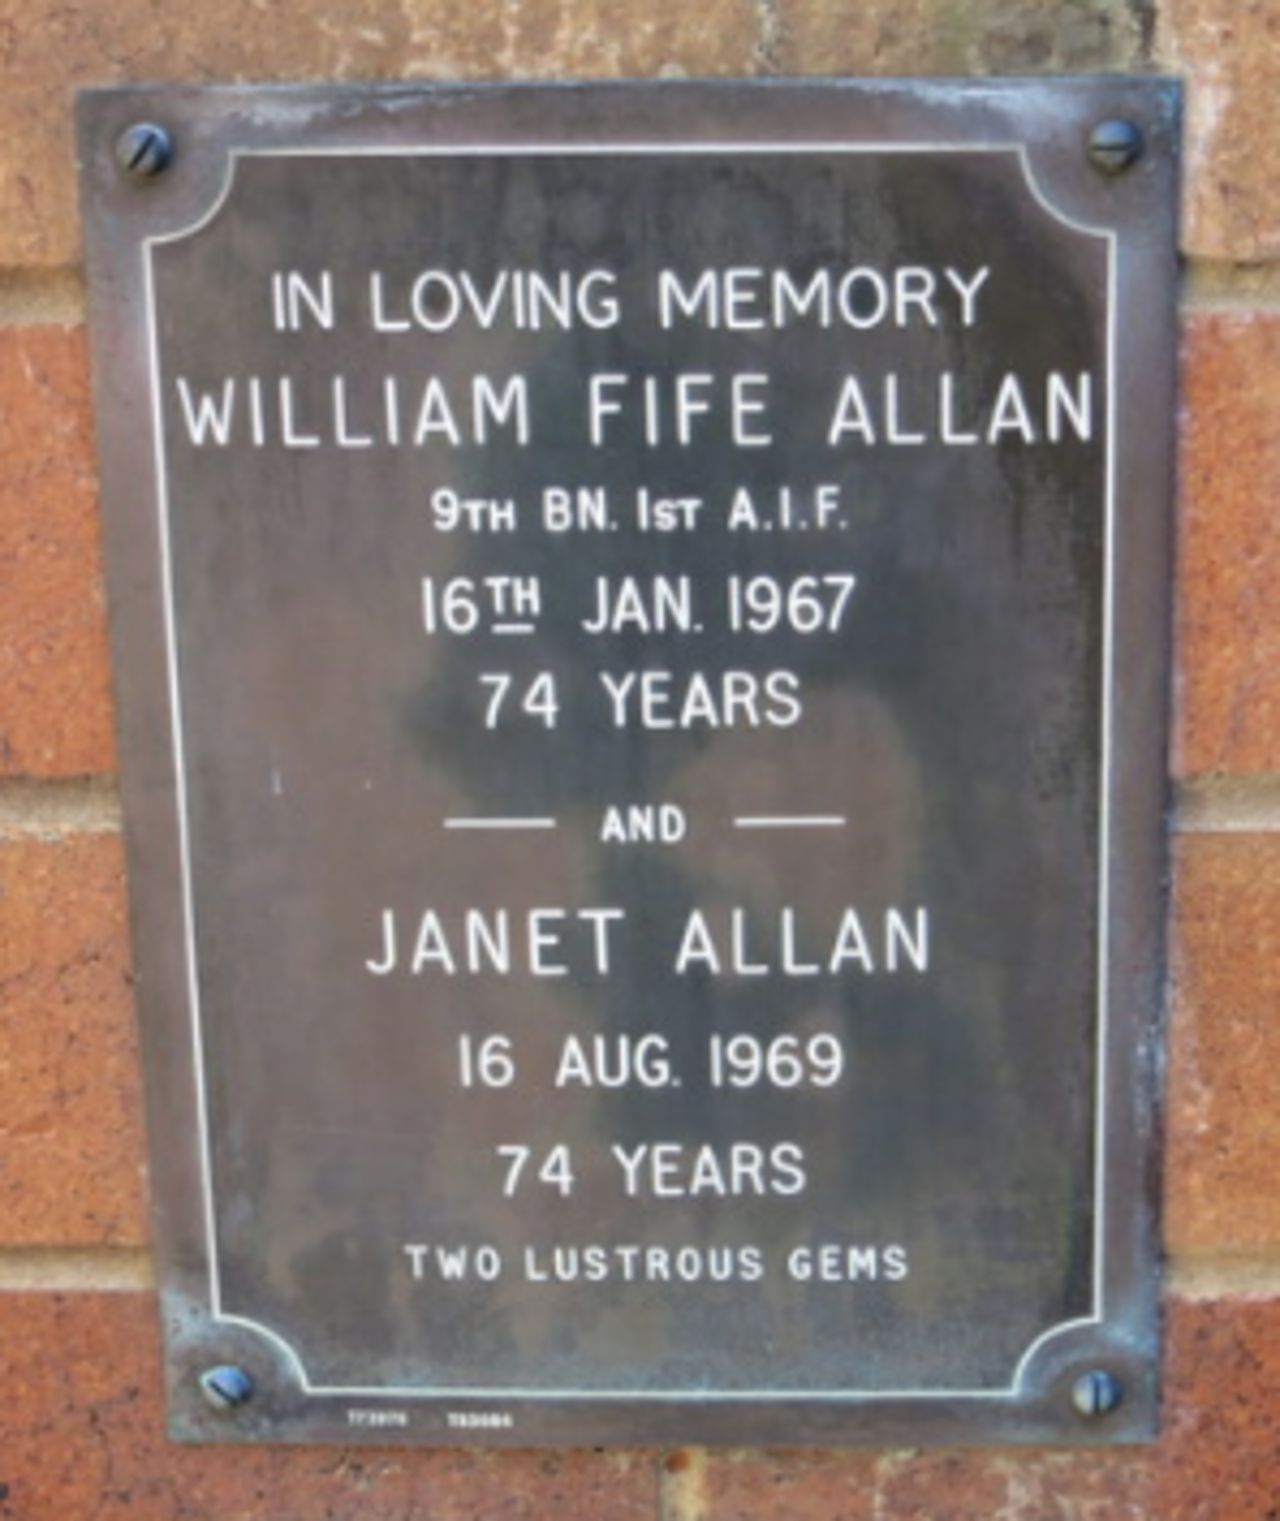 IN LOVING MEMORY
WILLIAM FIFE ALLAN
9TH BN. 1ST A.I.F.
16TH JAN. 1967
74 YEARS
AND
JANET ALLAN
16 AUG. 1969
74 YEARS
TWO LUSTROUS GEMS